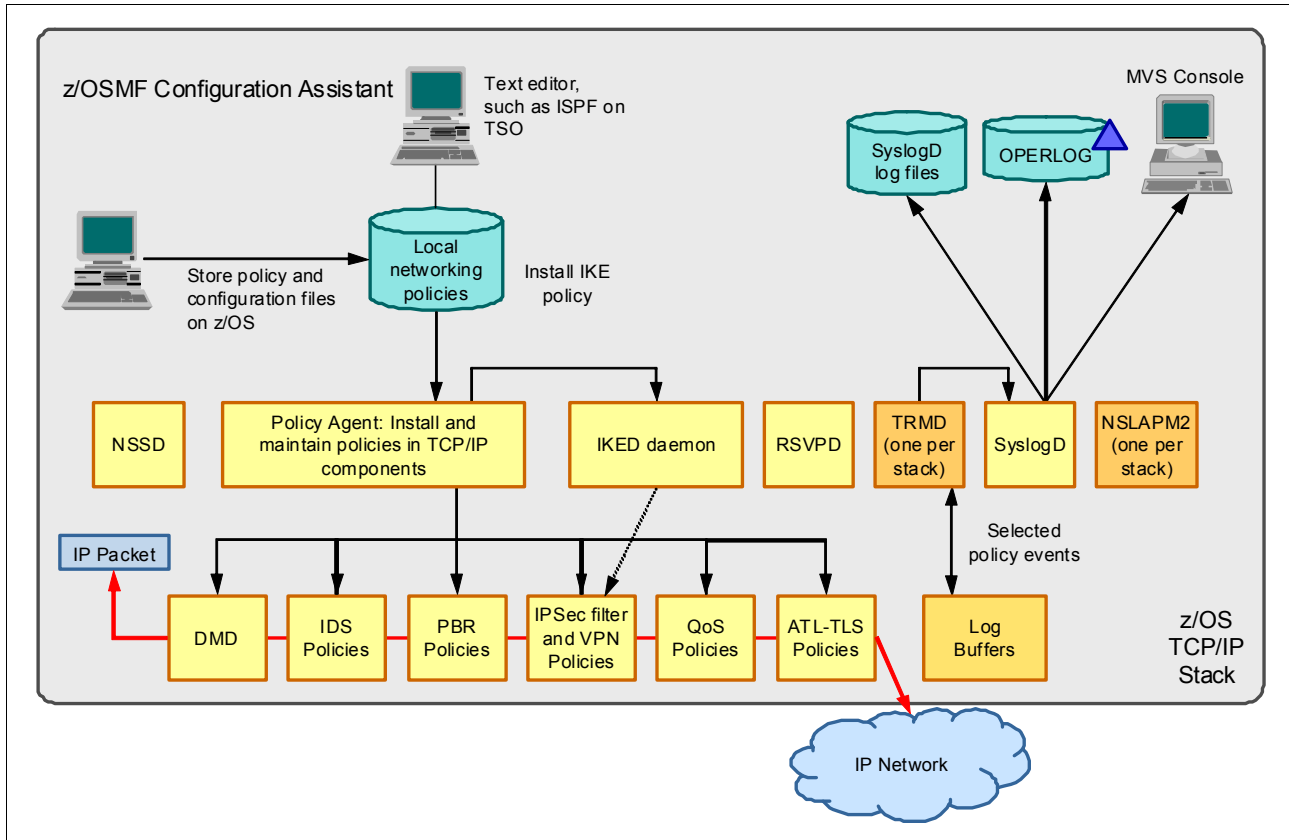 z/OSMF Configuration Assistant
Text editor,
such as ISPF on
TSO
MVS Console
SyslogD
log files
OPERLOG
Local
networking
policies
Store policy and
configuration files
on z/OS
Install IKE
policy
NSSD
Policy Agent: Install and
maintain policies in TCP/IP
components
IKED daemon
RSVPD
TRMD
(one per
stack)
SyslogD
NSLAPM2
(one per
stack)
IP Packet
Selected
policy events
DMD
IDS
Policies
PBR
Policies
IPSec filter
and VPN
Policies
QoS
Policies
ATL-TLS
Policies
Log
Buffers
z/OS
TCP/IP
Stack
IP Network